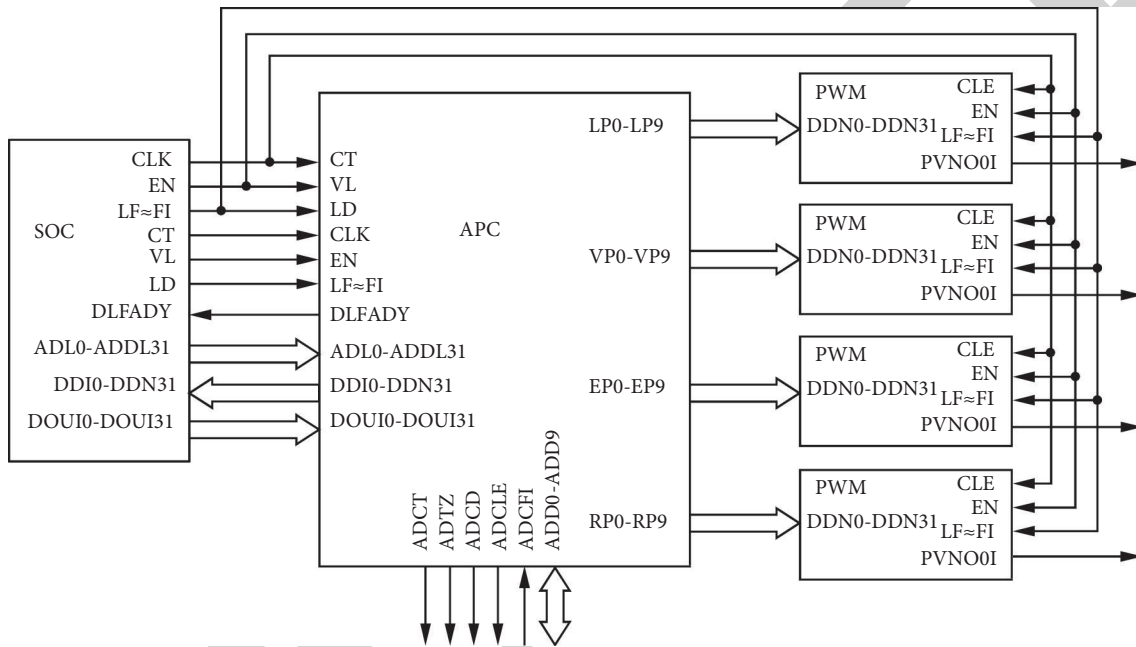 SOC
CLK
EN
LF≈FI
CT
VL
LD
DLFADY
ADL0-ADDL31
DDI0-DDN31
DOUI0-DOUI31
APC
CT
VL
LD
CLK
EN
LF≈FI
DLFADY
ADL0-ADDL31
DDI0-DDN31
DOUI0-DOUI31
LP0-LP9
VP0-VP9
EP0-EP9
RP0-RP9
ADCT
ADTZ
ADCD
ADCLE
ADCFI
ADD0-ADD9
PWM
CLE
EN
DDN0-DDN31
LF≈FI
PVNO0I
PWM
CLE
EN
DDN0-DDN31
LF≈FI
PVNO0I
PWM
CLE
EN
DDN0-DDN31
LF≈FI
PVNO0I
PWM
CLE
EN
DDN0-DDN31
LF≈FI
PVNO0I